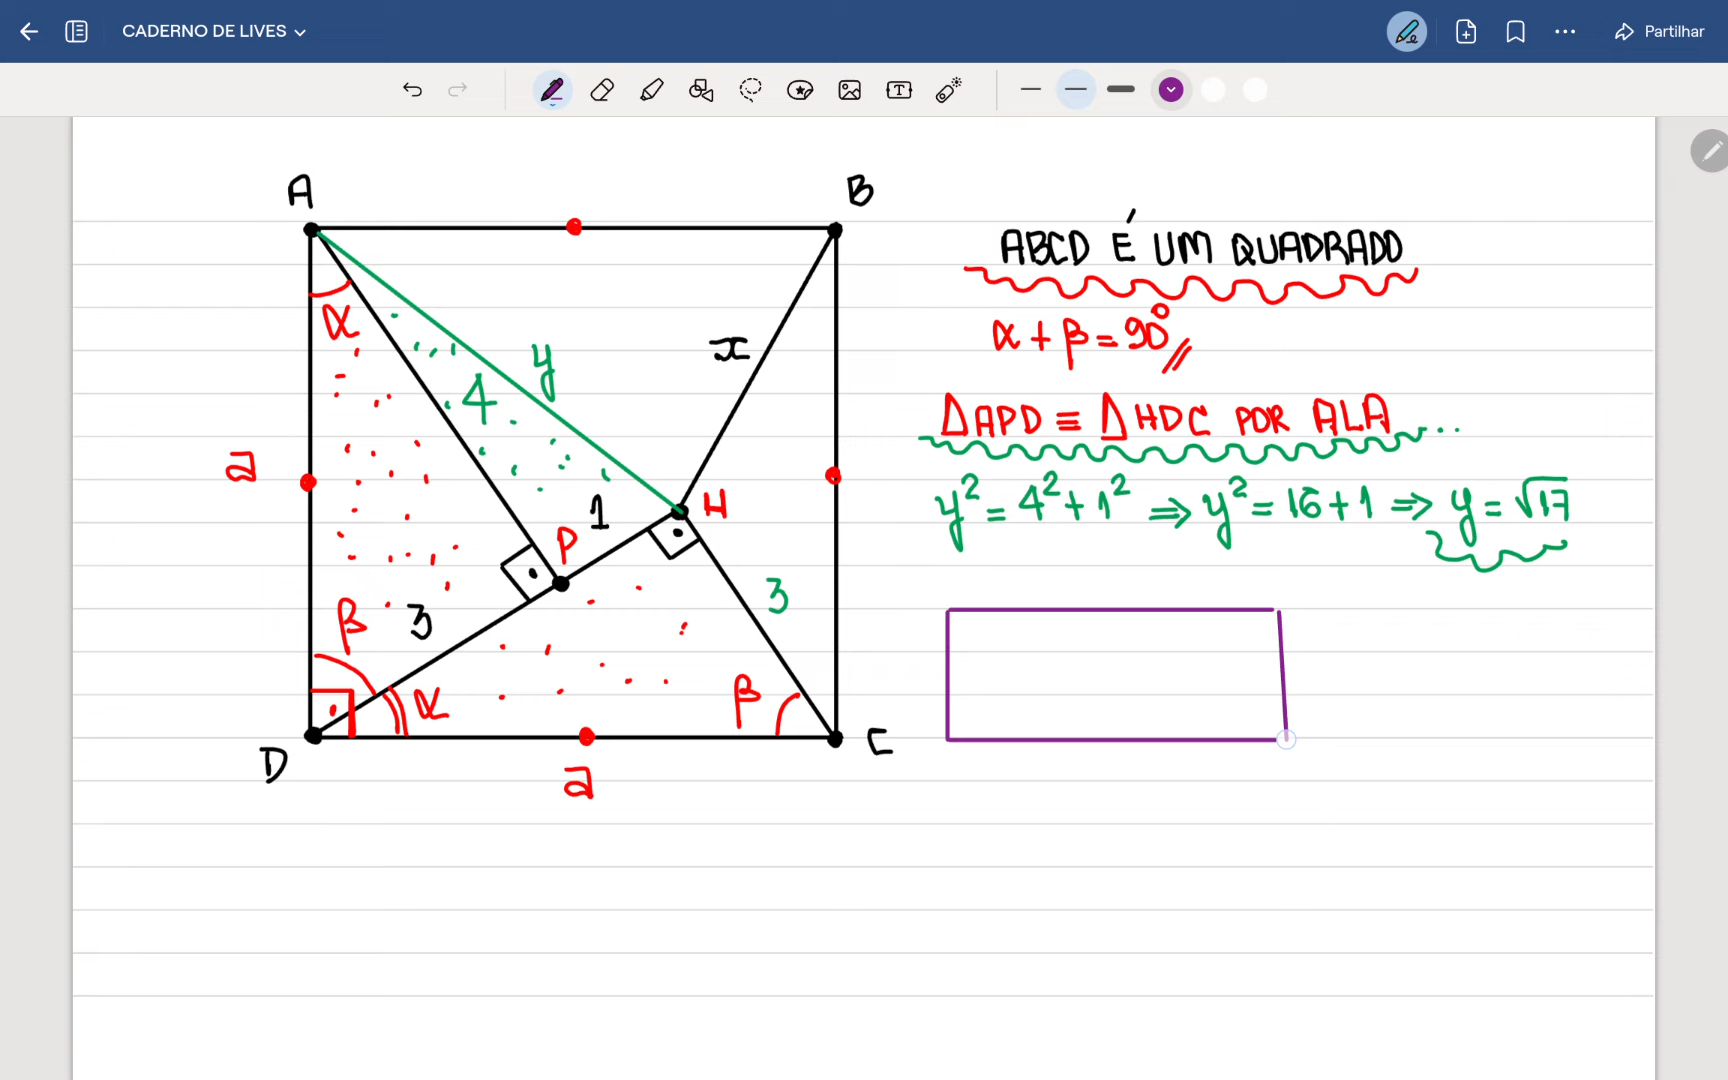 CADERNO DE LIVES
Partilhar
A
B
ABCD É UM QUADRADO
α
α + β = 90°
y
x
4
ΔAPD ≡ ΔHDC POR ALA...
a
1
H
y² = 4² + 1² ⇒ y² = 16 + 1 ⇒ y = √17
P
β
3
3
α
β
D
C
a